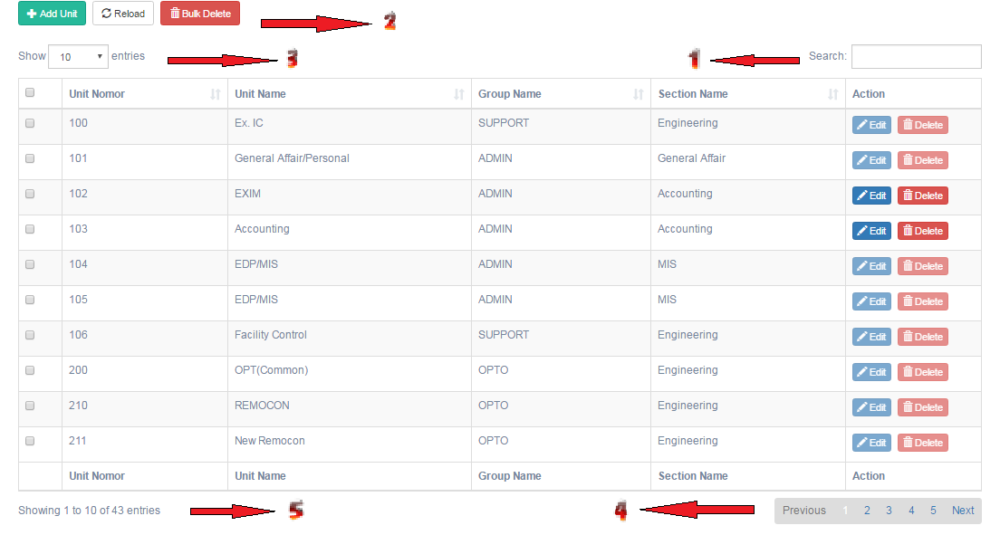 Add Unit Reload Bulk Delete
2
Show 10 entries 3 1 Search:
Unit Nomor Unit Name Group Name Section Name Action
100 Ex. IC SUPPORT Engineering Edit Delete
101 General Affair/Personal ADMIN General Affair Edit Delete
102 EXIM ADMIN Accounting Edit Delete
103 Accounting ADMIN Accounting Edit Delete
104 EDP/MIS ADMIN MIS Edit Delete
105 EDP/MIS ADMIN MIS Edit Delete
106 Facility Control SUPPORT Engineering Edit Delete
200 OPT(Common) OPTO Engineering Edit Delete
210 REMOCON OPTO Engineering Edit Delete
211 New Remocon OPTO Engineering Edit Delete
Unit Nomor Unit Name Group Name Section Name Action
Showing 1 to 10 of 43 entries 5 4 Previous 1 2 3 4 5 Next